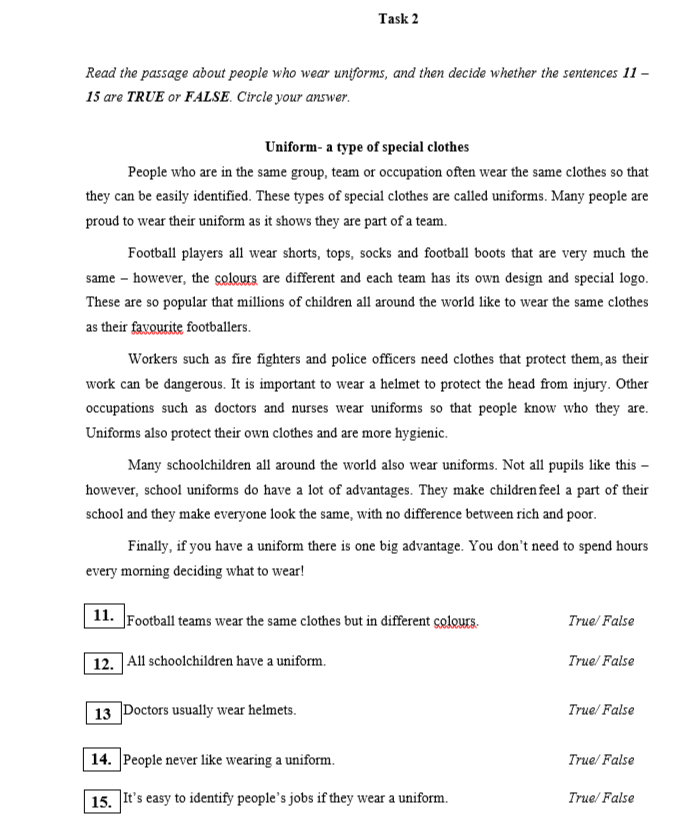 Task 2
Read the passage about people who wear uniforms, and then decide whether the sentences 11 –
15 are TRUE or FALSE. Circle your answer.
Uniform- a type of special clothes
People who are in the same group, team or occupation often wear the same clothes so that
they can be easily identified. These types of special clothes are called uniforms. Many people are
proud to wear their uniform as it shows they are part of a team.
Football players all wear shorts, tops, socks and football boots that are very much the
same – however, the colours are different and each team has its own design and special logo.
These are so popular that millions of children all around the world like to wear the same clothes
as their favourite footballers.
Workers such as fire fighters and police officers need clothes that protect them, as their
work can be dangerous. It is important to wear a helmet to protect the head from injury. Other
occupations such as doctors and nurses wear uniforms so that people know who they are.
Uniforms also protect their own clothes and are more hygienic.
Many schoolchildren all around the world also wear uniforms. Not all pupils like this –
however, school uniforms do have a lot of advantages. They make children feel a part of their
school and they make everyone look the same, with no difference between rich and poor.
Finally, if you have a uniform there is one big advantage. You don't need to spend hours
every morning deciding what to wear!
11. Football teams wear the same clothes but in different colours. True/ False
12. All schoolchildren have a uniform. True/ False
13 Doctors usually wear helmets. True/ False
14. People never like wearing a uniform. True/ False
15. It's easy to identify people's jobs if they wear a uniform. True/ False